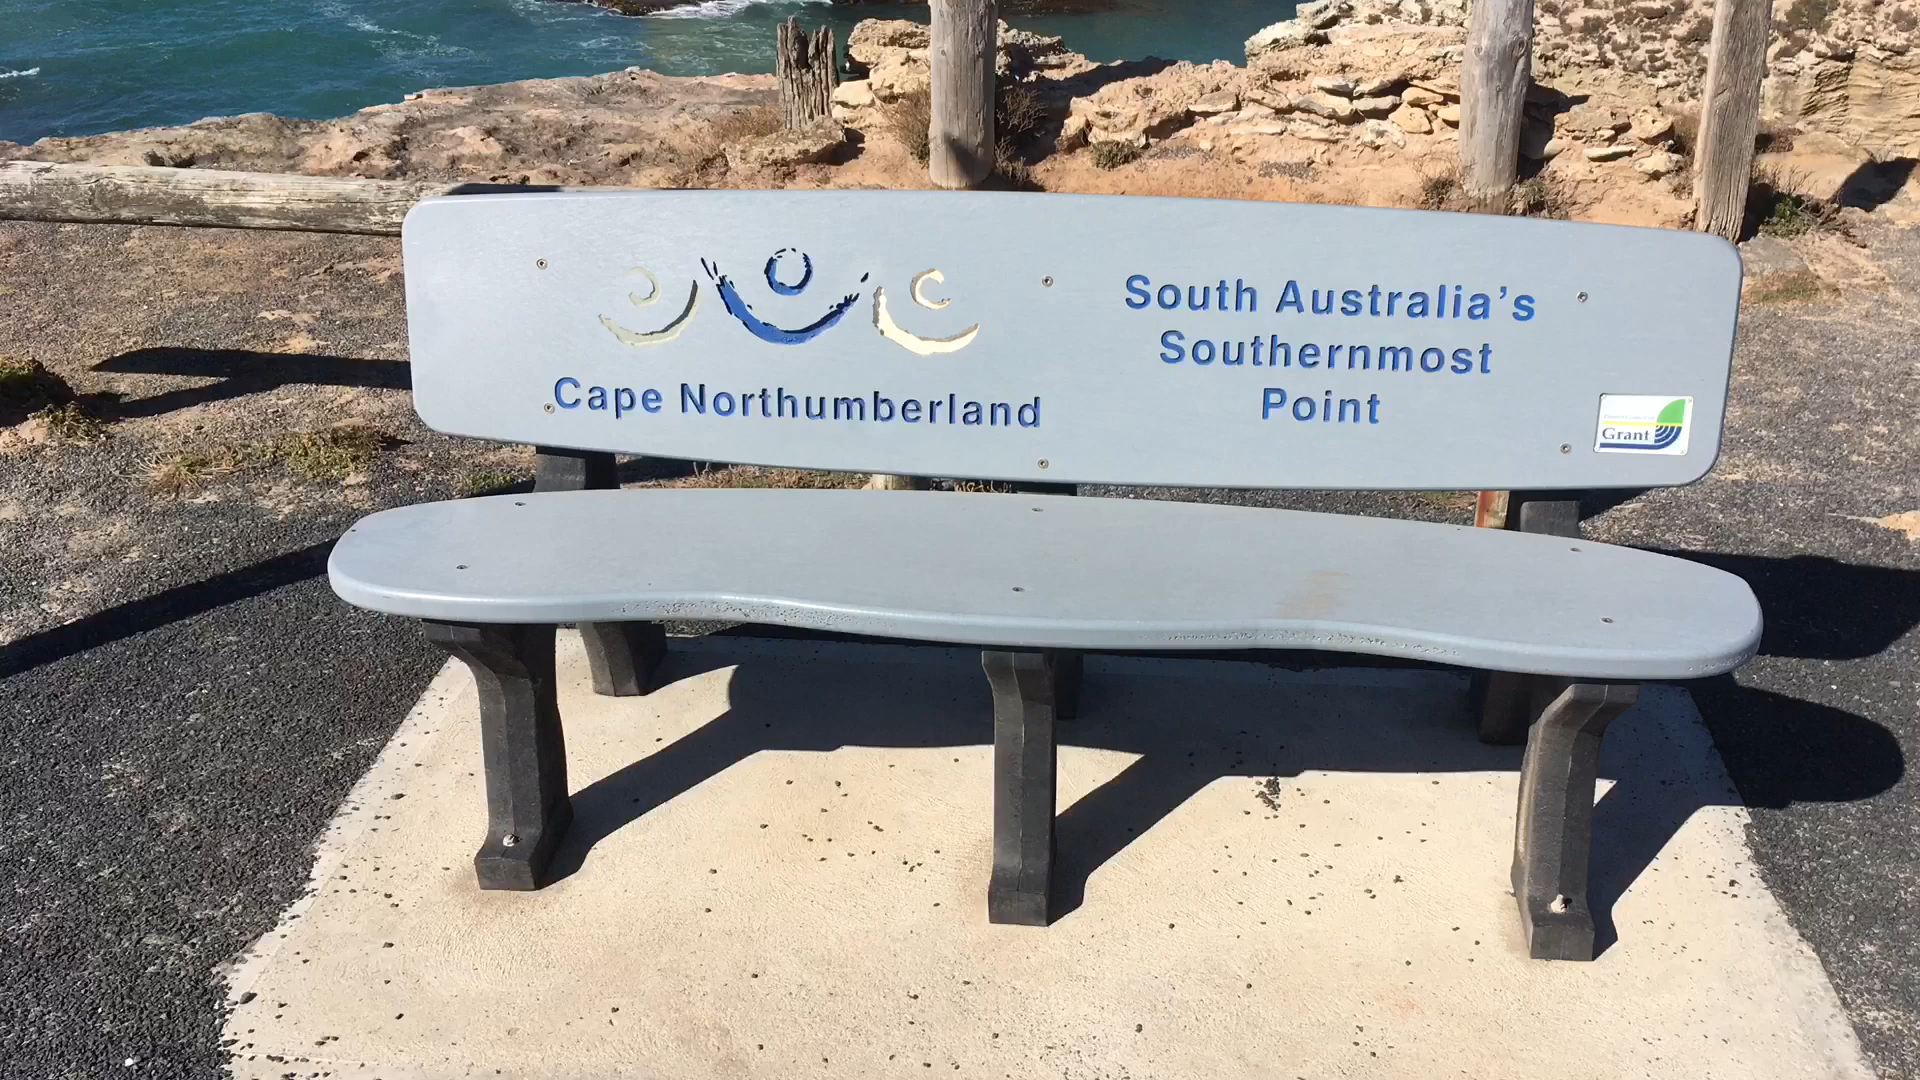 Cape Northumberland
South Australia's
Southernmost
Point
Grant